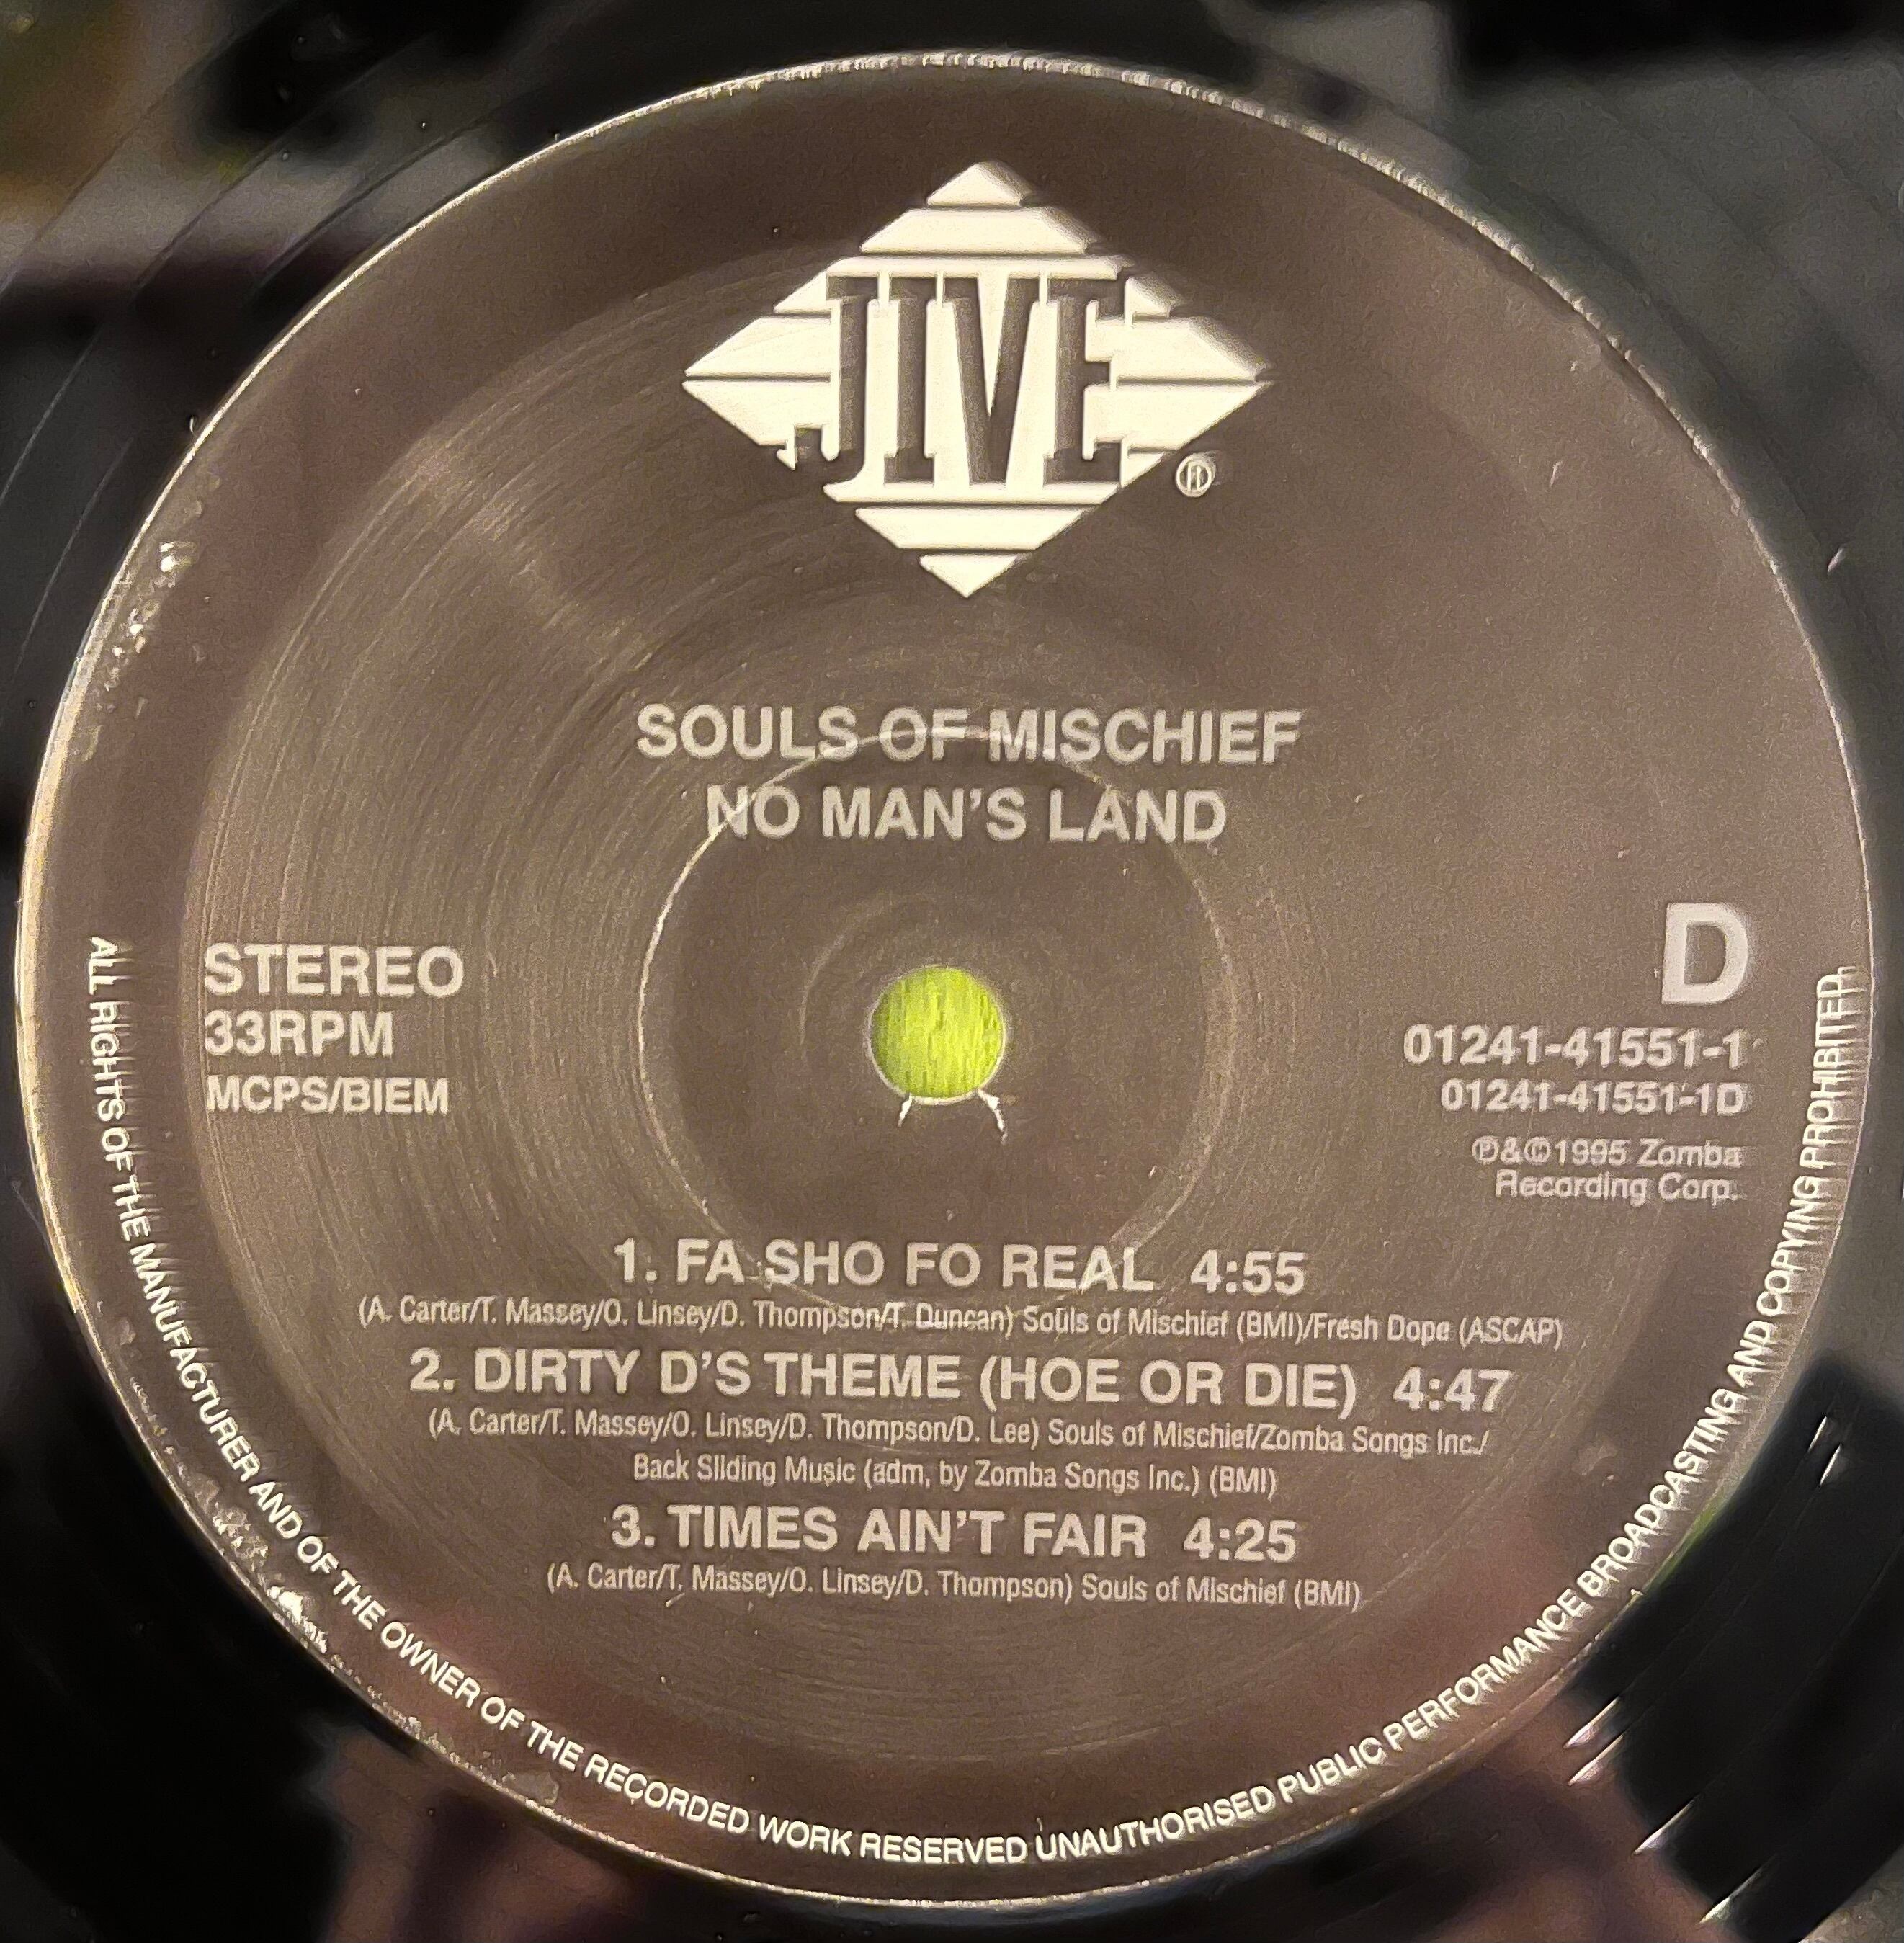 JIVE®
SOULS OF MISCHIEF
NO MAN'S LAND
STEREO
33RPM
MCPS/BIEM
D
01241-41551-1
01241-41551-1D
℗&©1995 Zomba
Recording Corp.
1. FA SHO FO REAL 4:55
(A. Carter/T. Massey/O. Linsey/D. Thompson/T. Duncan) Souls of Mischief (BMI)/Fresh Dope (ASCAP)
2. DIRTY D'S THEME (HOE OR DIE) 4:47
(A. Carter/T. Massey/O. Linsey/D. Thompson/D. Lee) Souls of Mischief/Zomba Songs Inc./
Back Sliding Music (adm, by Zomba Songs Inc.) (BMI)
3. TIMES AIN'T FAIR 4:25
(A. Carter/T. Massey/O. Linsey/D. Thompson) Souls of Mischief (BMI)
ALL RIGHTS OF THE MANUFACTURER AND OF THE OWNER OF THE RECORDED WORK RESERVED UNAUTHORISED PUBLIC PERFORMANCE BROADCASTING AND COPYING PROHIBITED.